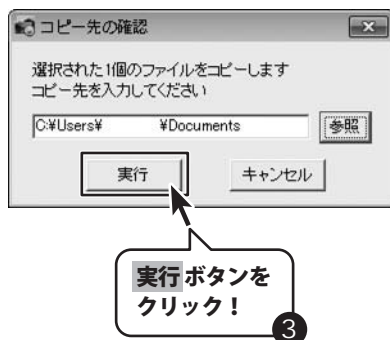 コピー先の確認
選択された1個のファイルをコピーします
コピー先を入力してください
C:¥Users¥ ¥Documents
参照
実行
キャンセル
実行ボタンを
クリック！
3